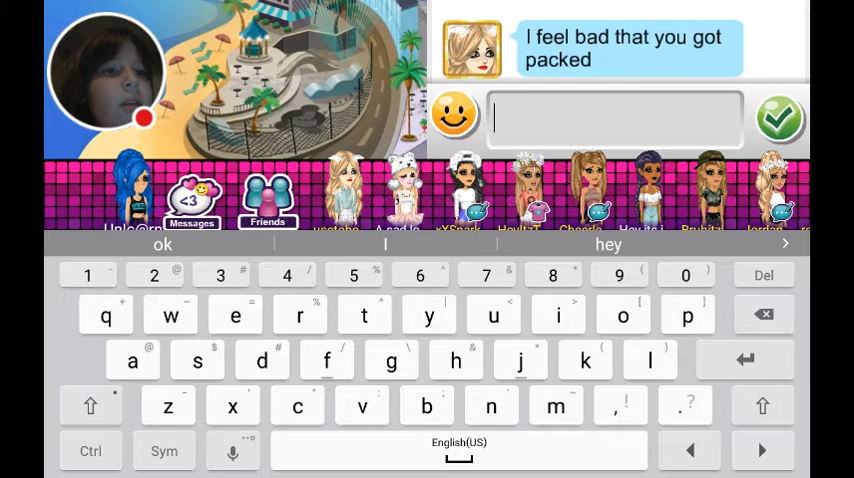 I feel bad that you got
packed
<3
Messages
Friends
ok
I
hey
1 2 3 4 5 6 7 8 9 0 Del
q w e r t y u i o p
a s d f g h j k l
z x c v b n m , ! . ?
Ctrl Sym English(US)